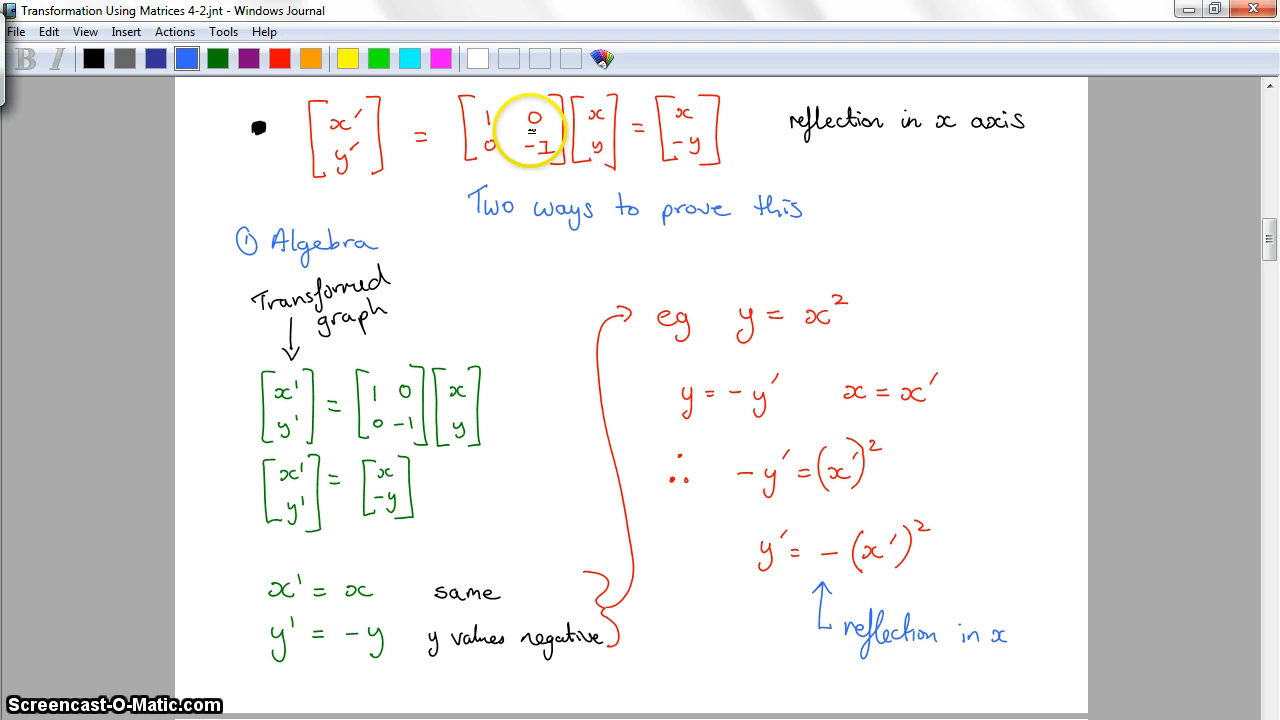 Transformation Using Matrices 4-2.jnt - Windows Journal
File Edit View Insert Actions Tools Help
B I
[x′ y′] = [1 0 0 -1] [x y] = [x -y] reflection in x axis
Two ways to prove this
① Algebra
Transformed
graph
[x' y'] = [1 0 0 -1] [x y]
[x' y'] = [x -y]
x' = x same
y' = -y y values negative
eg y = x²
y = -y′ x = x′
∴ -y′ = (x′)²
y′ = -(x′)²
reflection in x
Screencast-O-Matic.com